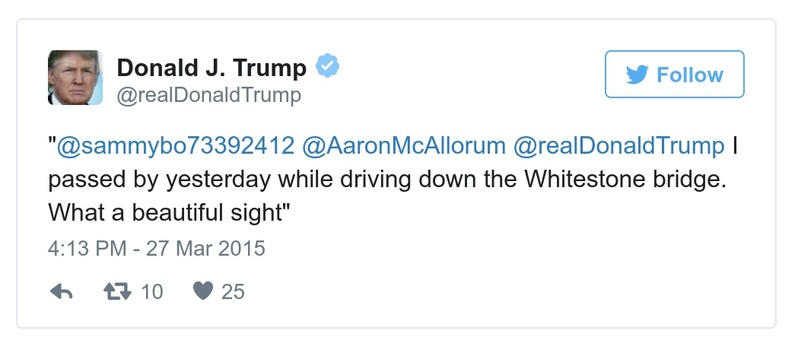 Donald J. Trump
@realDonaldTrump
Follow
"@sammybo73392412 @AaronMcAllorum @realDonaldTrump I
passed by yesterday while driving down the Whitestone bridge.
What a beautiful sight"
4:13 PM - 27 Mar 2015
10 25